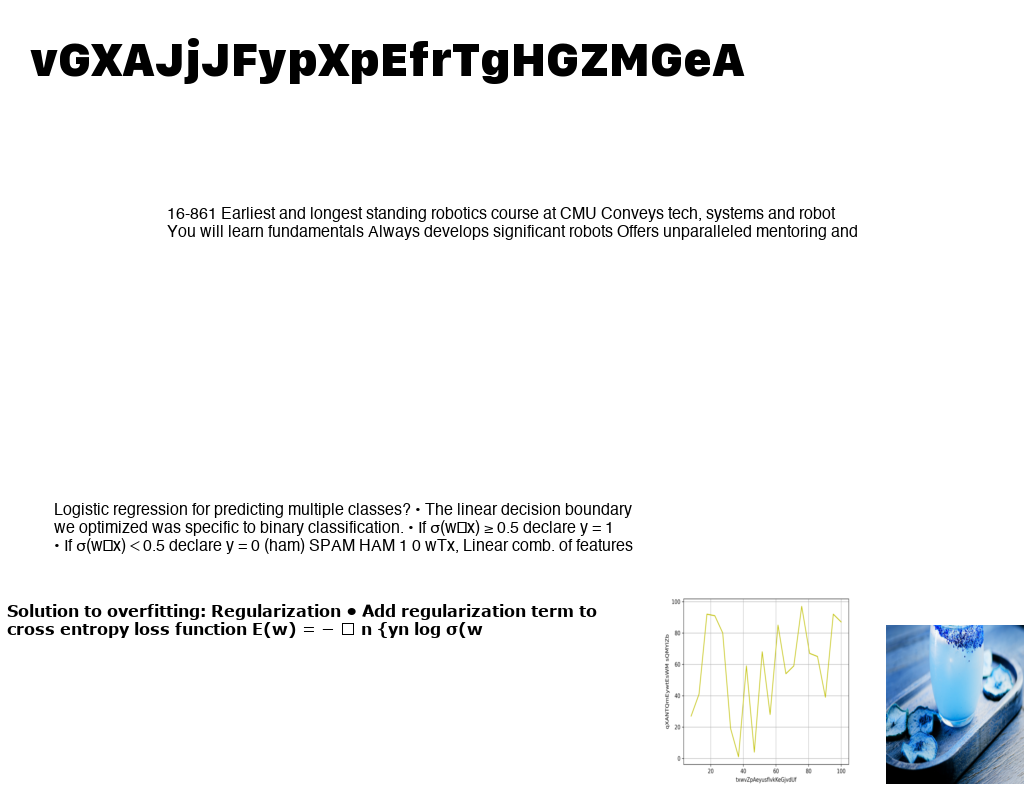 vGXAJjJFypXpEfrTgHGZMGeA
16-861 Earliest and longest standing robotics course at CMU Conveys tech, systems and robot
You will learn fundamentals Always develops significant robots Offers unparalleled mentoring and
Logistic regression for predicting multiple classes? • The linear decision boundary
we optimized was specific to binary classification. • If σ(w□x) ≥ 0.5 declare y = 1
• If σ(w□x) < 0.5 declare y = 0 (ham) SPAM HAM 1 0 wTx, Linear comb. of features
Solution to overfitting: Regularization • Add regularization term to
cross entropy loss function E(w) = − □ n {yn log σ(w
100
80
60
40
20
0
20 40 60 80 100